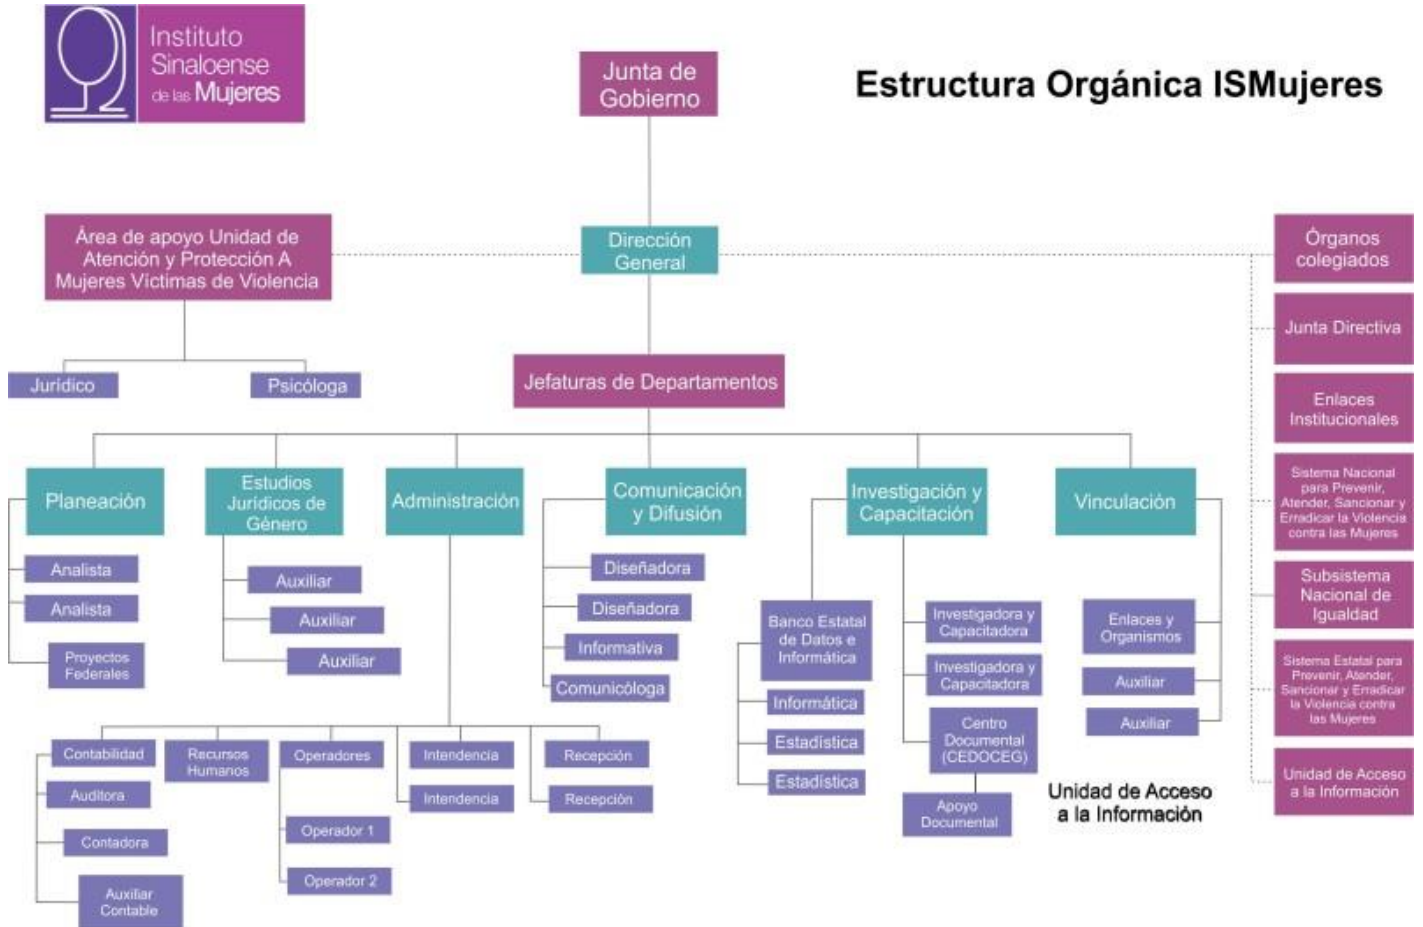 Instituto
Sinaloense
de las Mujeres
Junta de
Gobierno
Estructura Orgánica ISMujeres
Área de apoyo Unidad de
Atención y Protección A
Mujeres Víctimas de Violencia
Dirección
General
Órganos
colegiados
Junta Directiva
Jurídico
Psicóloga
Jefaturas de Departamentos
Enlaces
Institucionales
Planeación
Estudios
Jurídicos de
Género
Administración
Comunicación
y Difusión
Investigación y
Capacitación
Vinculación
Sistema Nacional
para Prevenir,
Atender, Sancionar y
Erradicar la Violencia
contra las Mujeres
Analista
Analista
Proyectos
Federales
Auxiliar
Auxiliar
Auxiliar
Diseñadora
Diseñadora
Informativa
Comunicóloga
Banco Estatal
de Datos e
Informática
Informática
Estadística
Estadística
Investigadora y
Capacitadora
Investigadora y
Capacitadora
Centro
Documental
(CEDOCEG)
Apoyo
Documental
Enlaces y
Organismos
Auxiliar
Auxiliar
Subsistema
Nacional de
Igualdad
Sistema Estatal para
Prevenir, Atender,
Sancionar y Erradicar
la Violencia contra
las Mujeres
Unidad de Acceso
a la Información
Contabilidad
Auditora
Contadora
Auxiliar
Contable
Recursos
Humanos
Operadores
Operador 1
Operador 2
Intendencia
Intendencia
Recepción
Recepción
Unidad de Acceso
a la Información